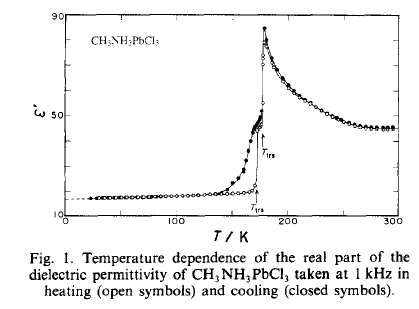 90
CH₃NH₃PbCl₃
ε'
50
Ttrs
Ttrs
10
0
100
200
300
T / K
Fig. 1. Temperature dependence of the real part of the
dielectric permittivity of CH₃NH₃PbCl₃ taken at 1 kHz in
heating (open symbols) and cooling (closed symbols).